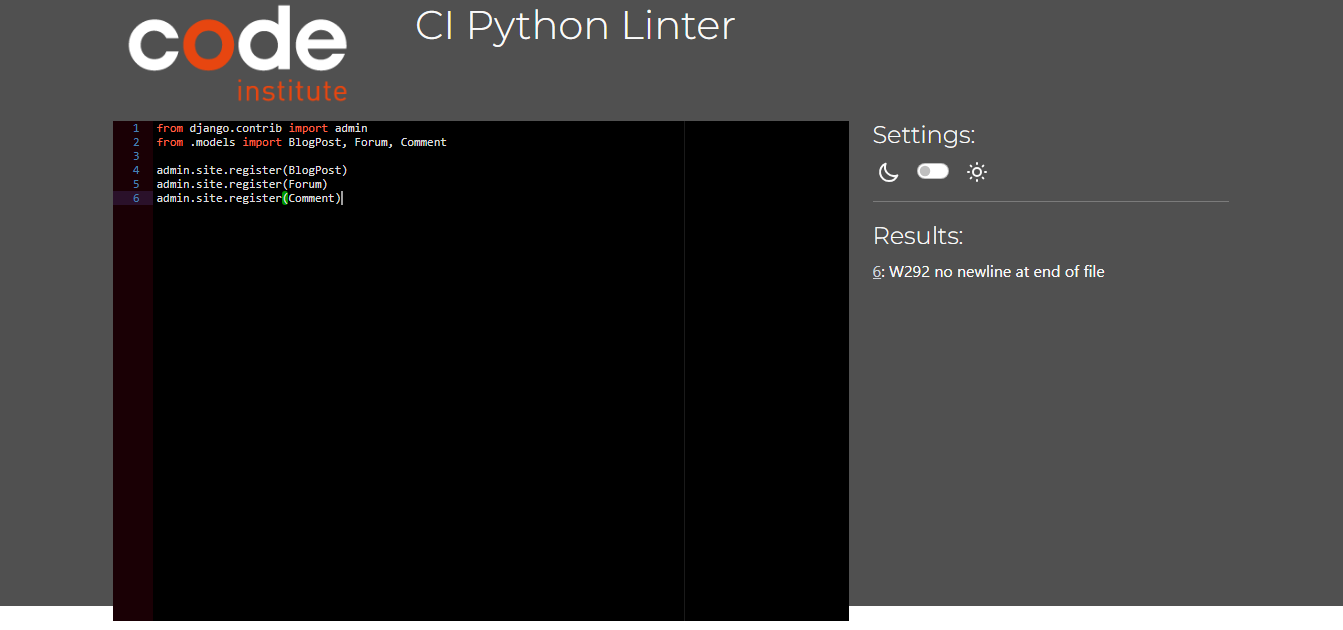 code
institute
CI Python Linter
1 from django.contrib import admin
2 from .models import BlogPost, Forum, Comment
3
4 admin.site.register(BlogPost)
5 admin.site.register(Forum)
6 admin.site.register(Comment)
Settings:
Results:
6: W292 no newline at end of file